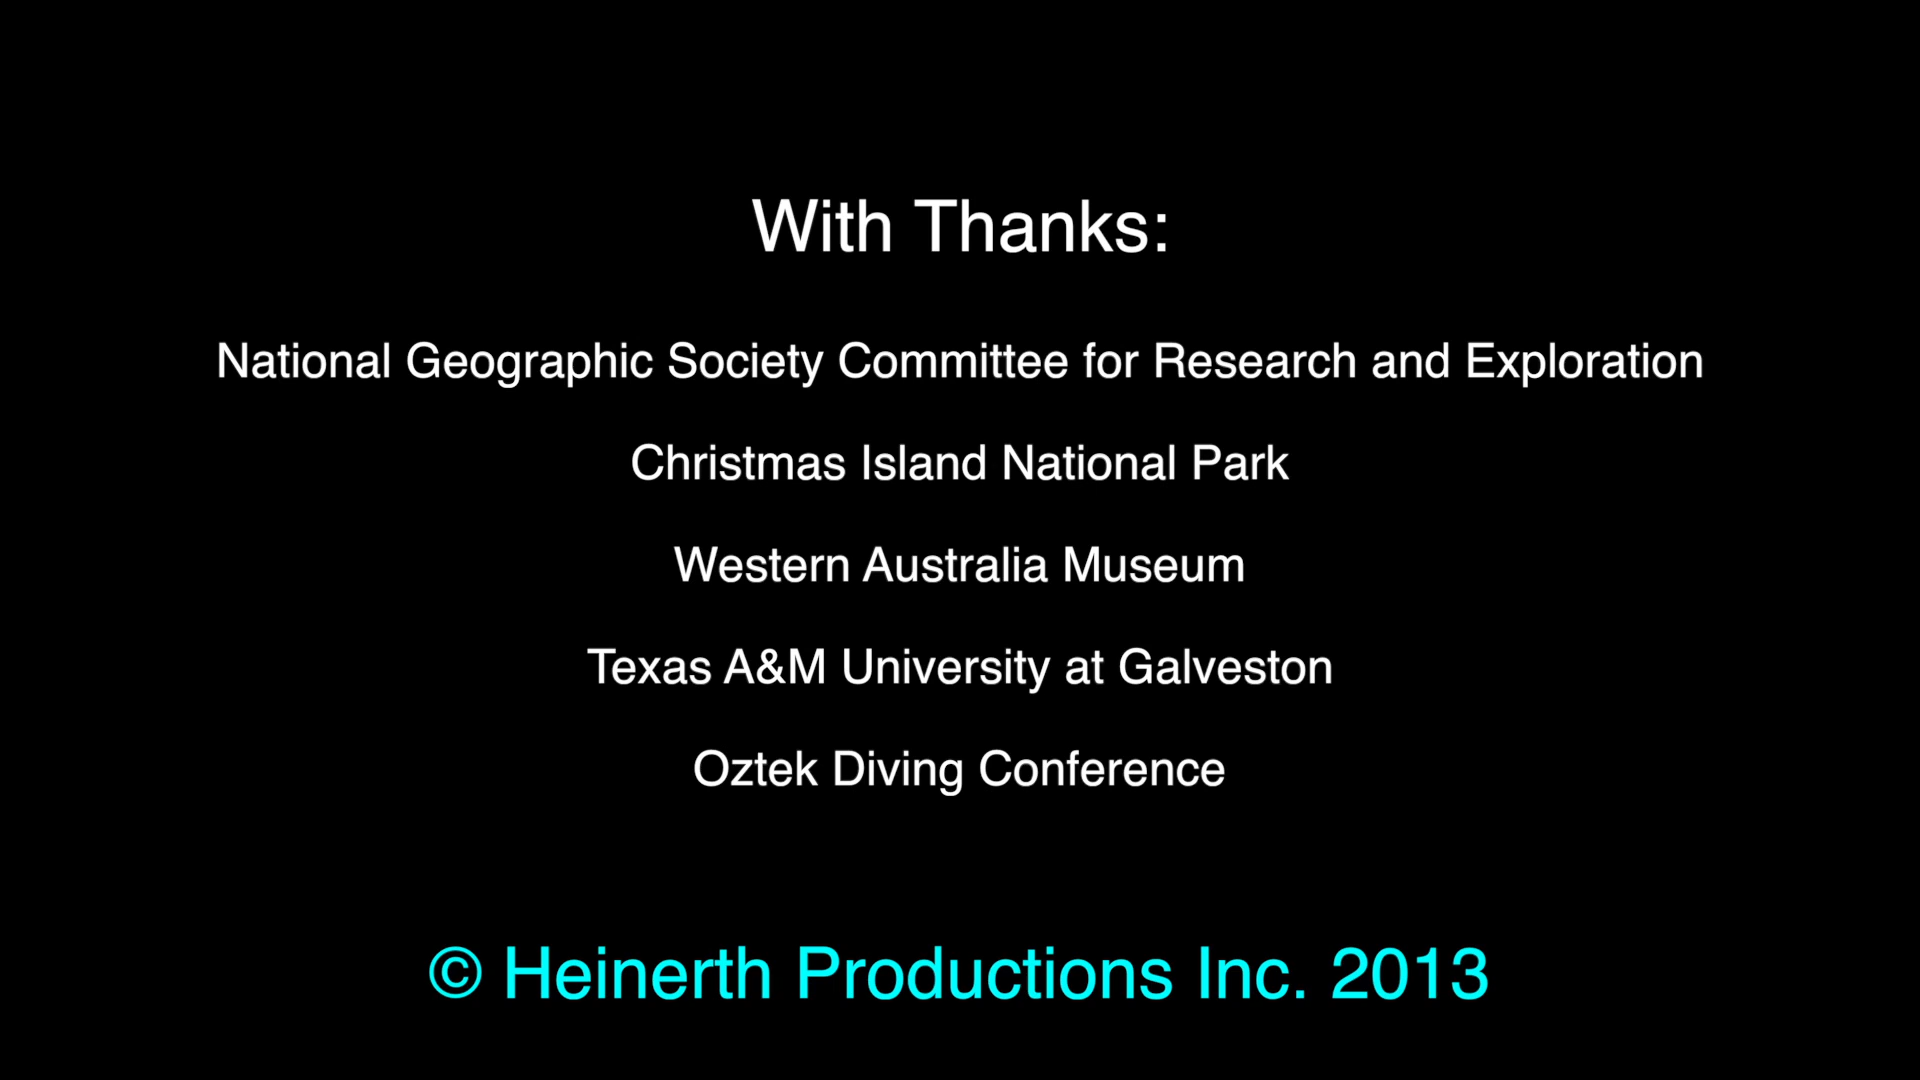 With Thanks:
National Geographic Society Committee for Research and Exploration
Christmas Island National Park
Western Australia Museum
Texas A&M University at Galveston
Oztek Diving Conference
© Heinerth Productions Inc. 2013